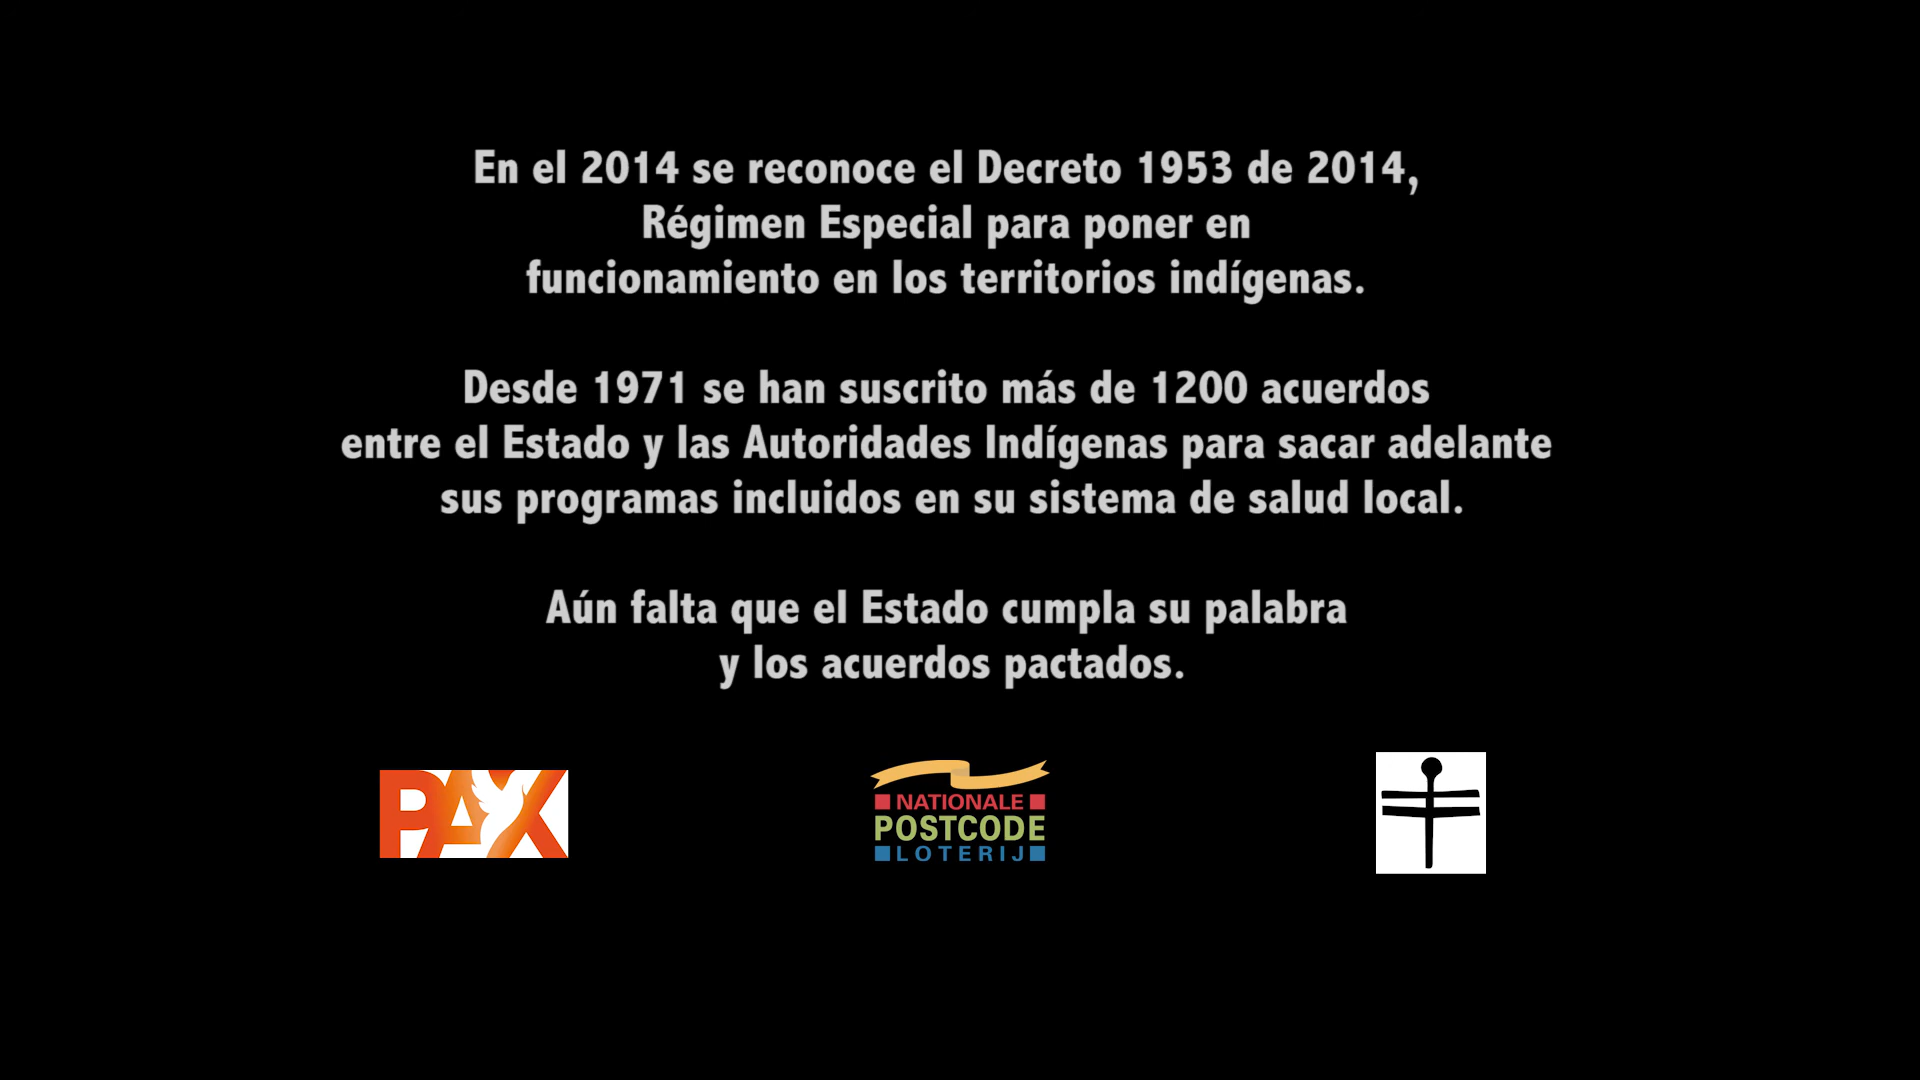 En el 2014 se reconoce el Decreto 1953 de 2014,
Régimen Especial para poner en
funcionamiento en los territorios indígenas.
Desde 1971 se han suscrito más de 1200 acuerdos
entre el Estado y las Autoridades Indígenas para sacar adelante
sus programas incluidos en su sistema de salud local.
Aún falta que el Estado cumpla su palabra
y los acuerdos pactados.
PAX
NATIONALE
POSTCODE
LOTERIJ